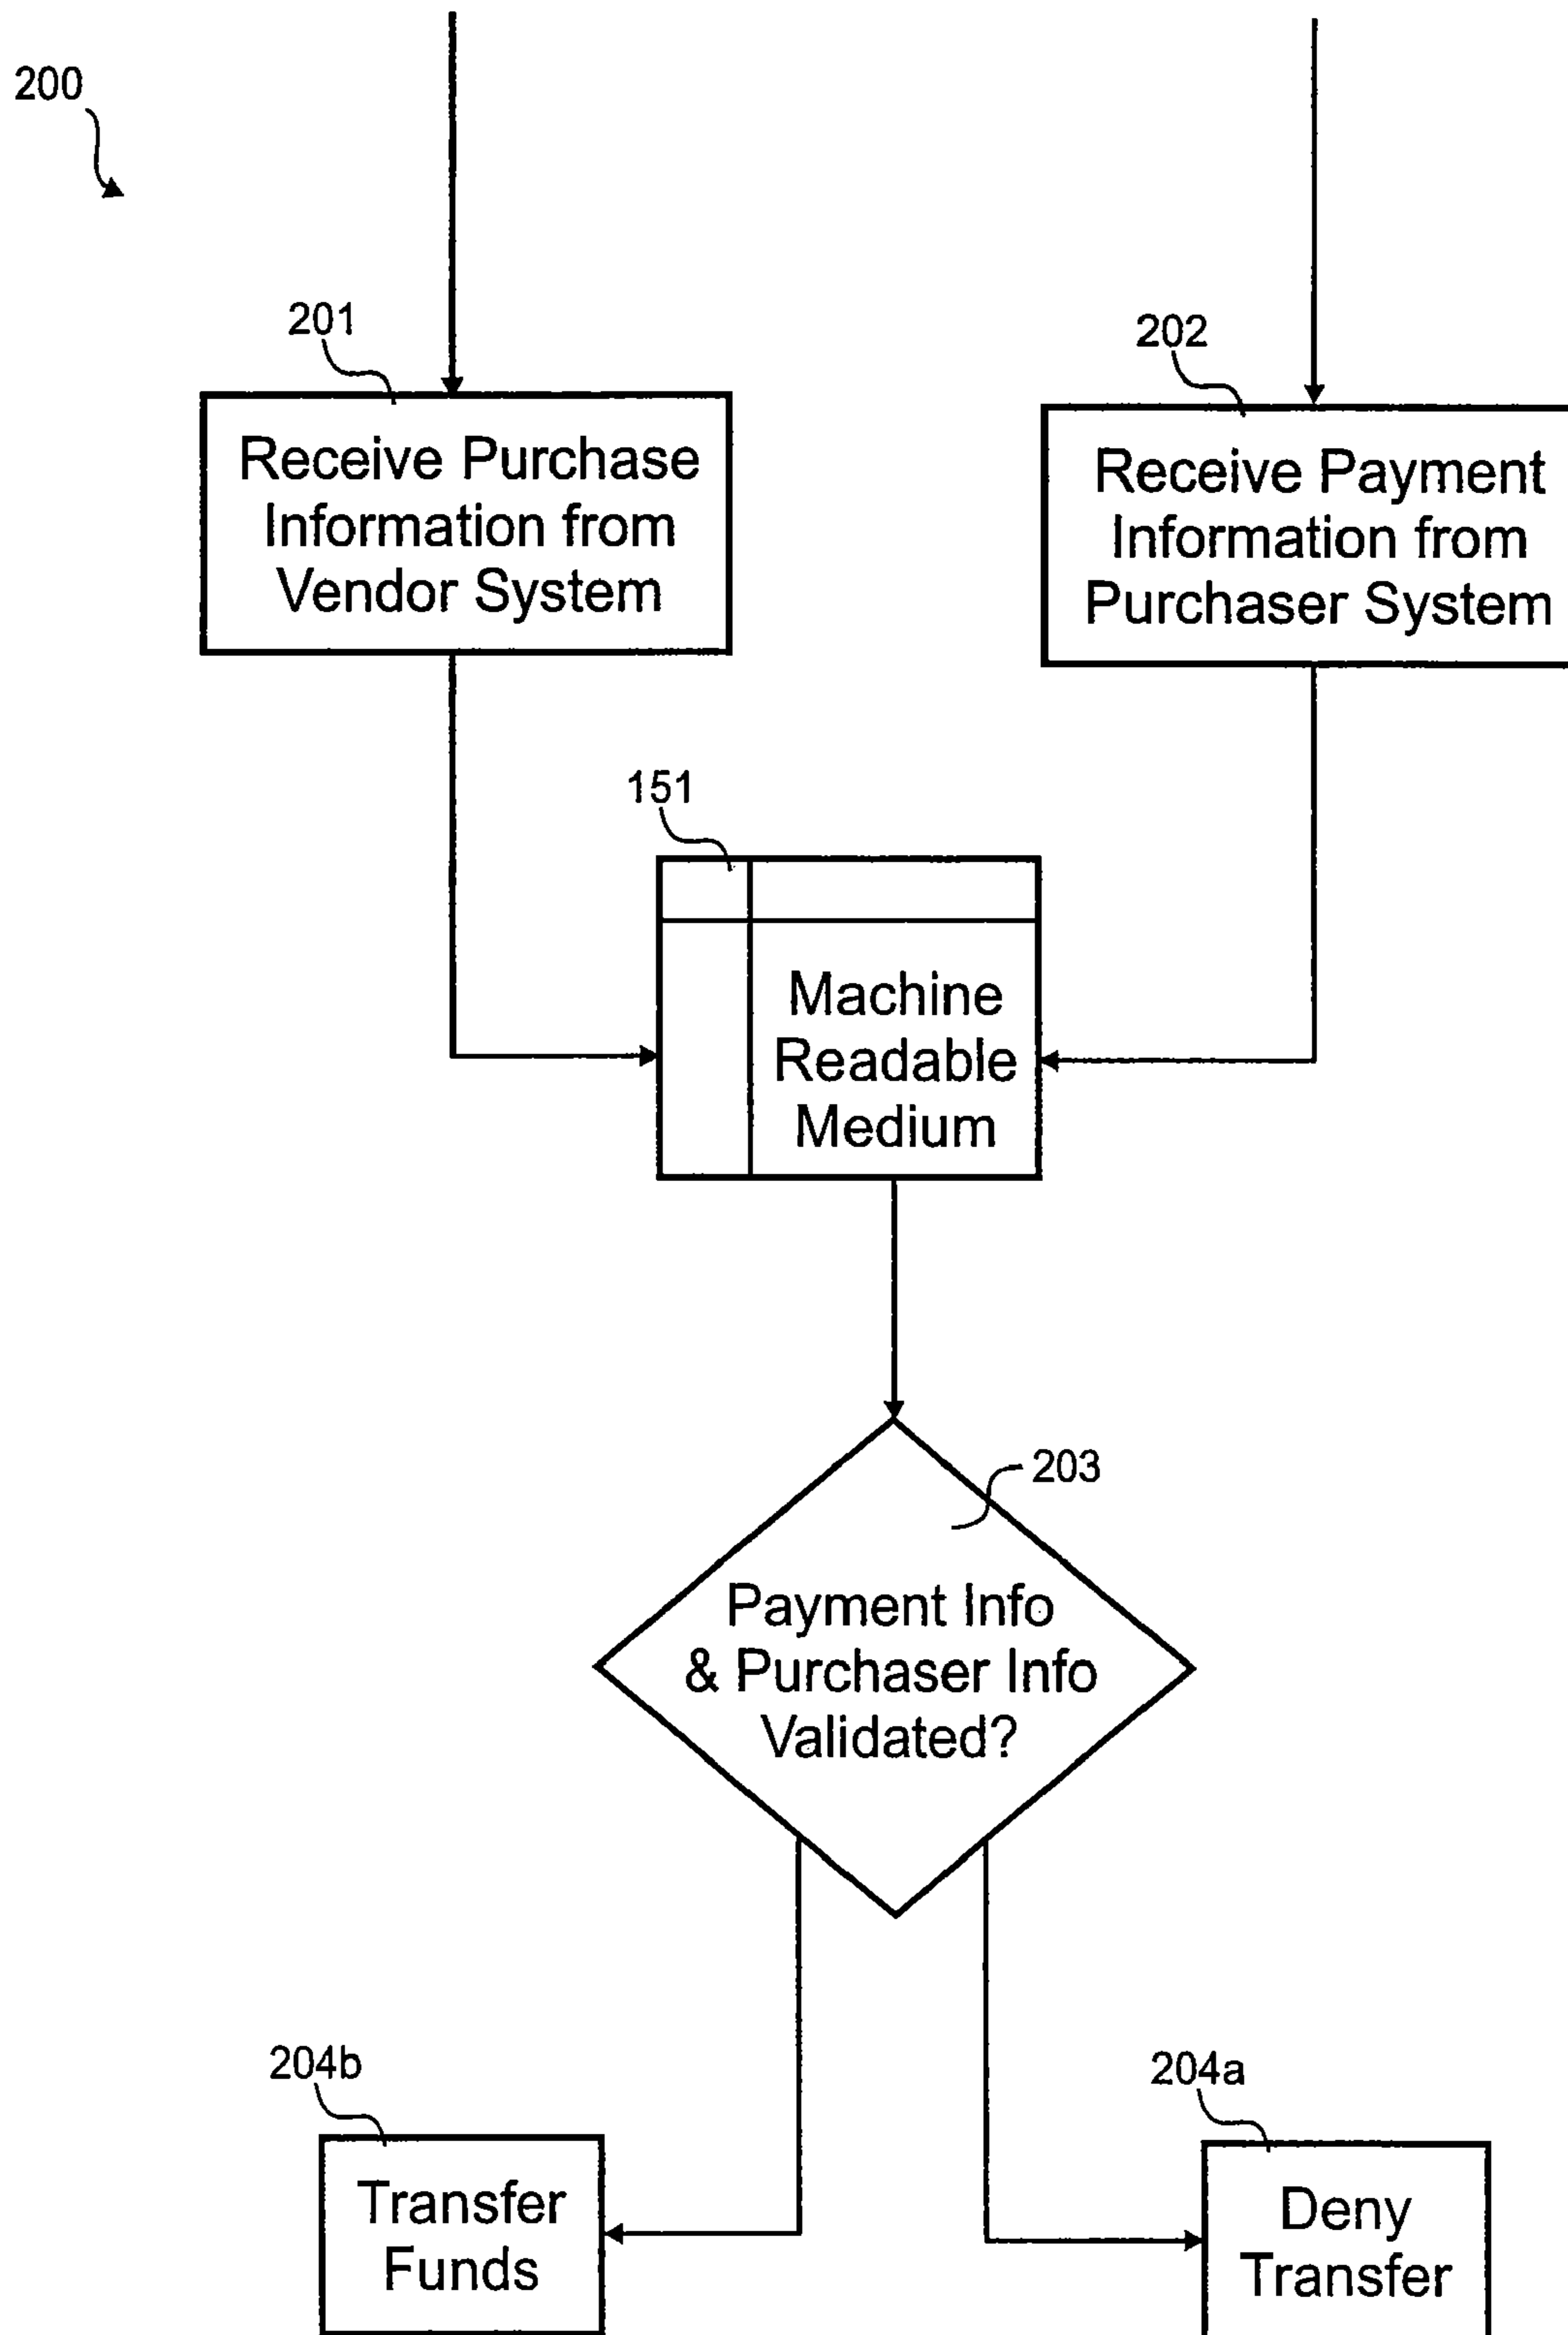 200
201
Receive Purchase
Information from
Vendor System
202
Receive Payment
Information from
Purchaser System
151
Machine
Readable
Medium
203
Payment Info
& Purchaser Info
Validated?
204b
Transfer
Funds
204a
Deny
Transfer